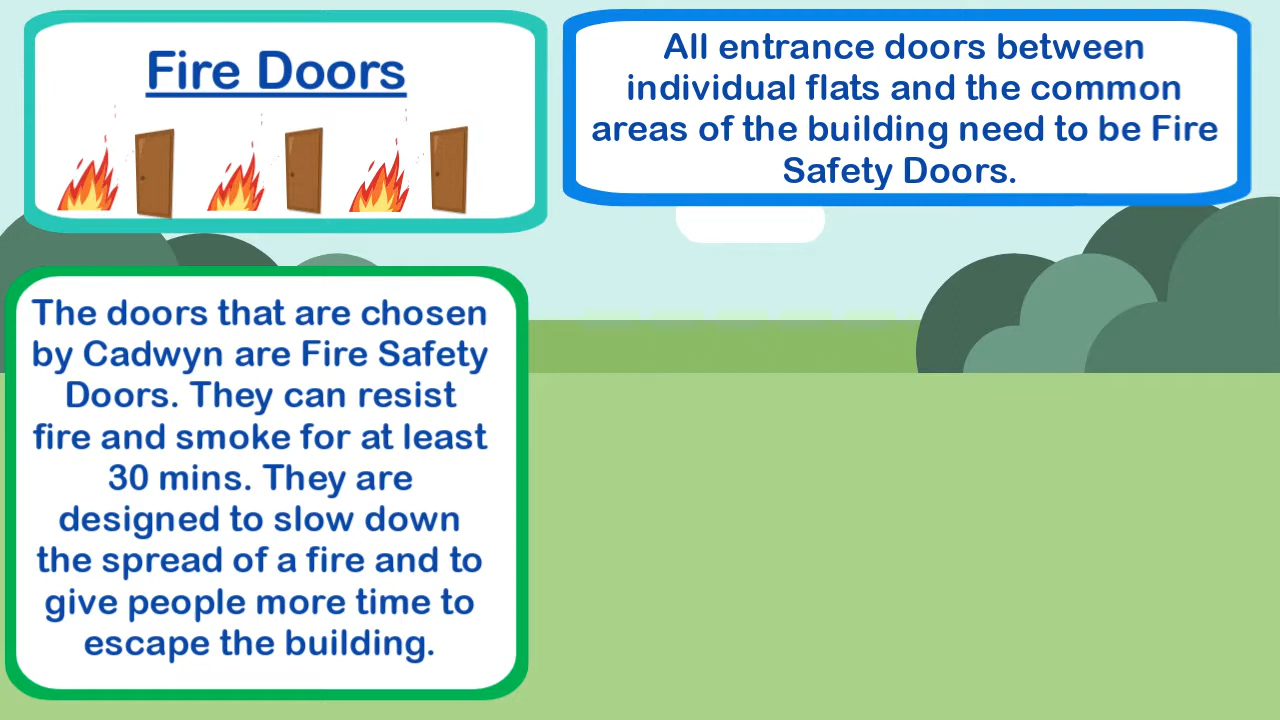 Fire Doors
All entrance doors between
individual flats and the common
areas of the building need to be Fire
Safety Doors.
The doors that are chosen
by Cadwyn are Fire Safety
Doors. They can resist
fire and smoke for at least
30 mins. They are
designed to slow down
the spread of a fire and to
give people more time to
escape the building.